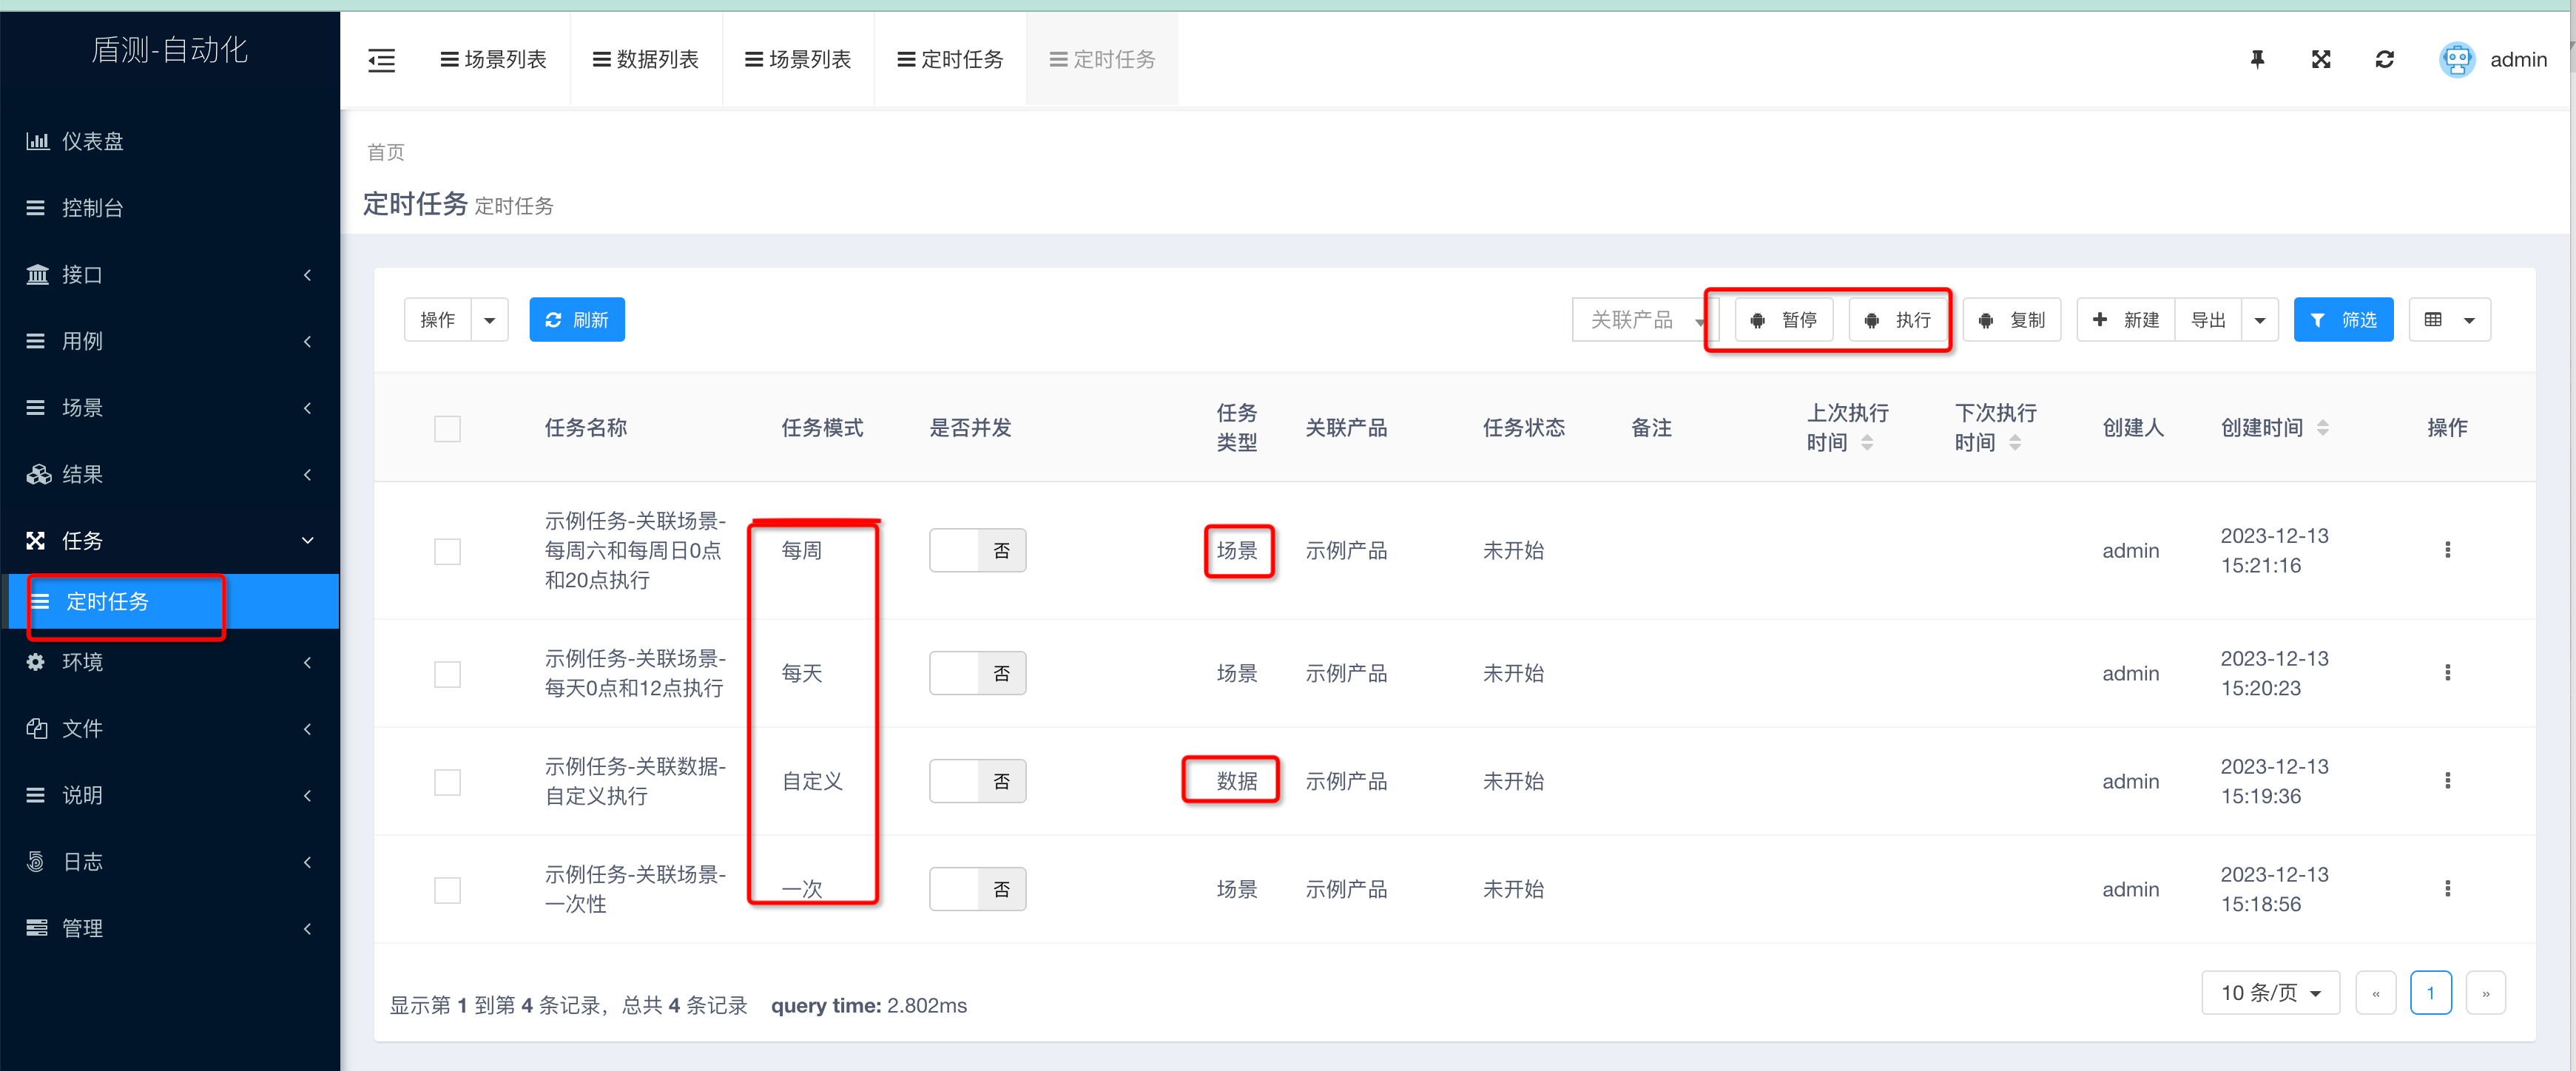 盾测-自动化
场景列表
数据列表
场景列表
定时任务
定时任务
admin
仪表盘
控制台
接口
用例
场景
结果
任务
定时任务
环境
文件
说明
日志
管理
首页
定时任务 定时任务
操作
刷新
关联产品
暂停
执行
复制
新建
导出
筛选
任务名称
任务模式
是否并发
任务
类型
关联产品
任务状态
备注
上次执行
时间
下次执行
时间
创建人
创建时间
操作
示例任务-关联场景-
每周六和每周日0点
和20点执行
每周
否
场景
示例产品
未开始
admin
2023-12-13
15:21:16
示例任务-关联场景-
每天0点和12点执行
每天
否
场景
示例产品
未开始
admin
2023-12-13
15:20:23
示例任务-关联数据-
自定义执行
自定义
否
数据
示例产品
未开始
admin
2023-12-13
15:19:36
示例任务-关联场景-
一次性
一次
否
场景
示例产品
未开始
admin
2023-12-13
15:18:56
显示第 1 到第 4 条记录，总共 4 条记录 query time: 2.802ms
10 条/页
«
1
»